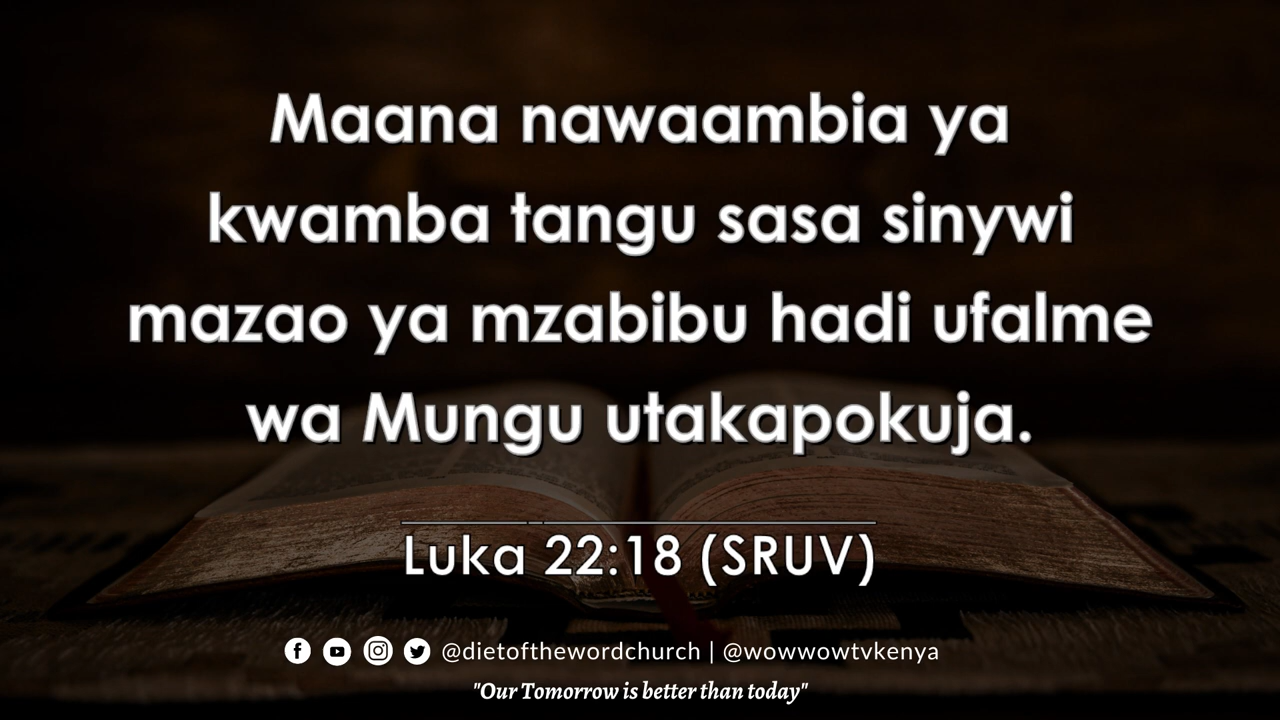 Maana nawaambia ya
kwamba tangu sasa sinywi
mazao ya mzabibu hadi ufalme
wa Mungu utakapokuja.
Luka 22:18 (SRUV)
@dietofthewordchurch | @wowwowtvkenya
"Our Tomorrow is better than today"